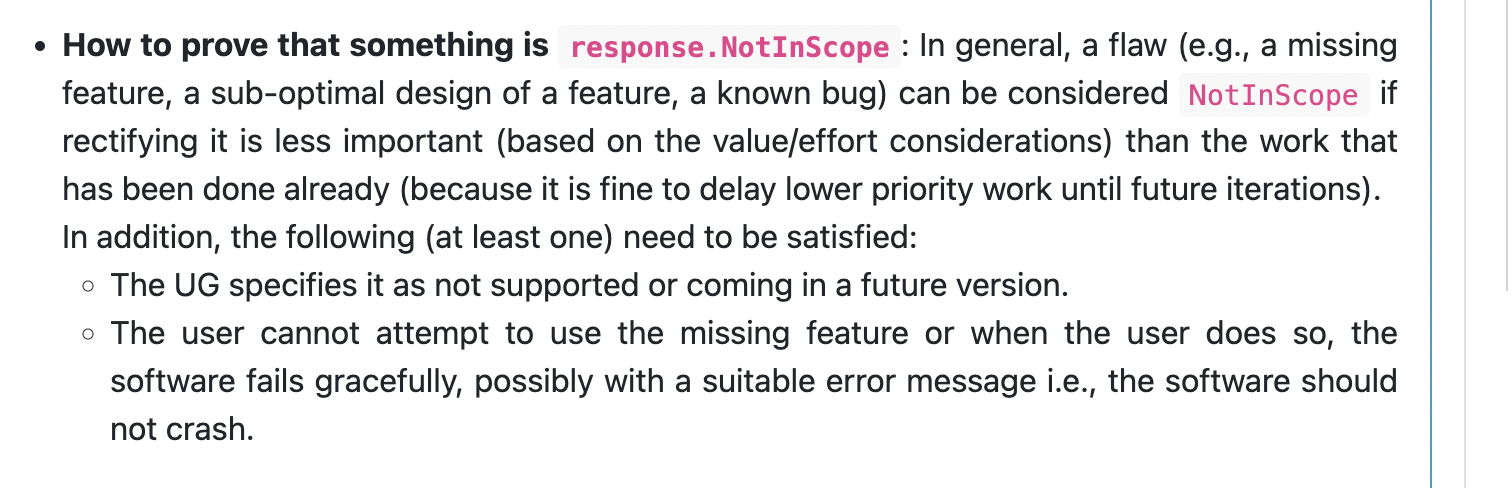 • How to prove that something is response.NotInScope : In general, a flaw (e.g., a missing
feature, a sub-optimal design of a feature, a known bug) can be considered NotInScope if
rectifying it is less important (based on the value/effort considerations) than the work that
has been done already (because it is fine to delay lower priority work until future iterations).
In addition, the following (at least one) need to be satisfied:
◦ The UG specifies it as not supported or coming in a future version.
◦ The user cannot attempt to use the missing feature or when the user does so, the
software fails gracefully, possibly with a suitable error message i.e., the software should
not crash.